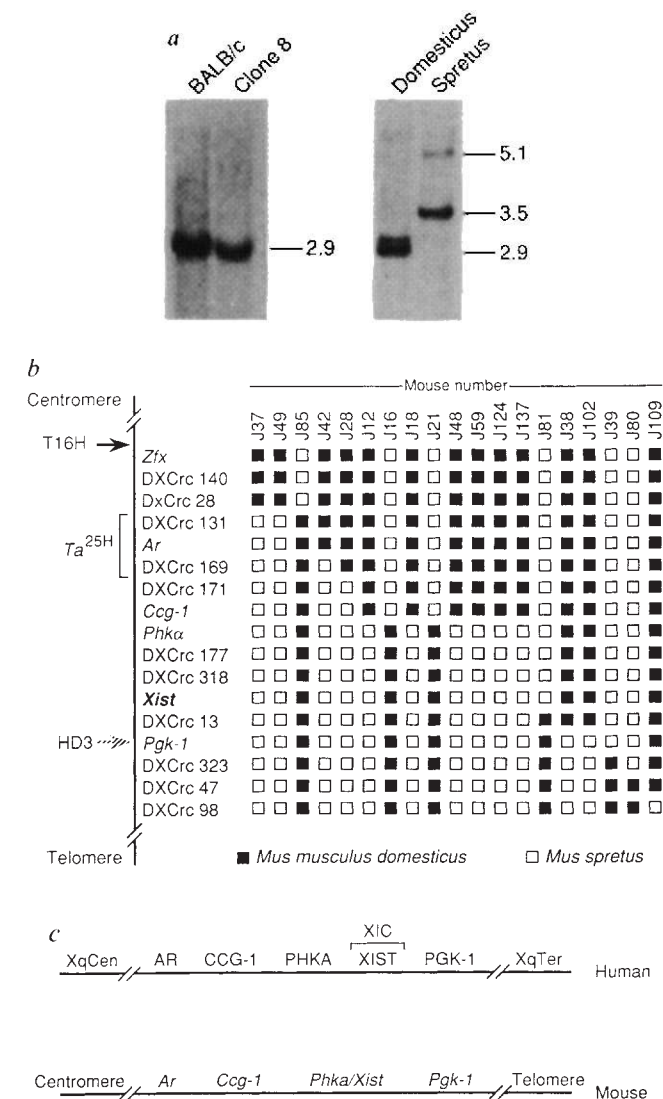 a
BALB/c
Clone 8
2.9
Domesticus
Spretus
5.1
3.5
2.9
b
Mouse number
Centromere
J37 J49 J85 J42 J28 J12 J16 J18 J21 J48 J59 J124 J137 J81 J38 J102 J39 J80 J109
T16H
Zfx
DXCrc 140
DxCrc 28
DXCrc 131
Ta25H
Ar
DXCrc 169
DXCrc 171
Ccg-1
Phkα
DXCrc 177
DXCrc 318
Xist
DXCrc 13
HD3
Pgk-1
DXCrc 323
DXCrc 47
DXCrc 98
Telomere
Mus musculus domesticus
Mus spretus
c
XIC
XqCen AR CCG-1 PHKA XIST PGK-1 XqTer
Human
Centromere Ar Ccg-1 Phka/Xist Pgk-1 Telomere
Mouse